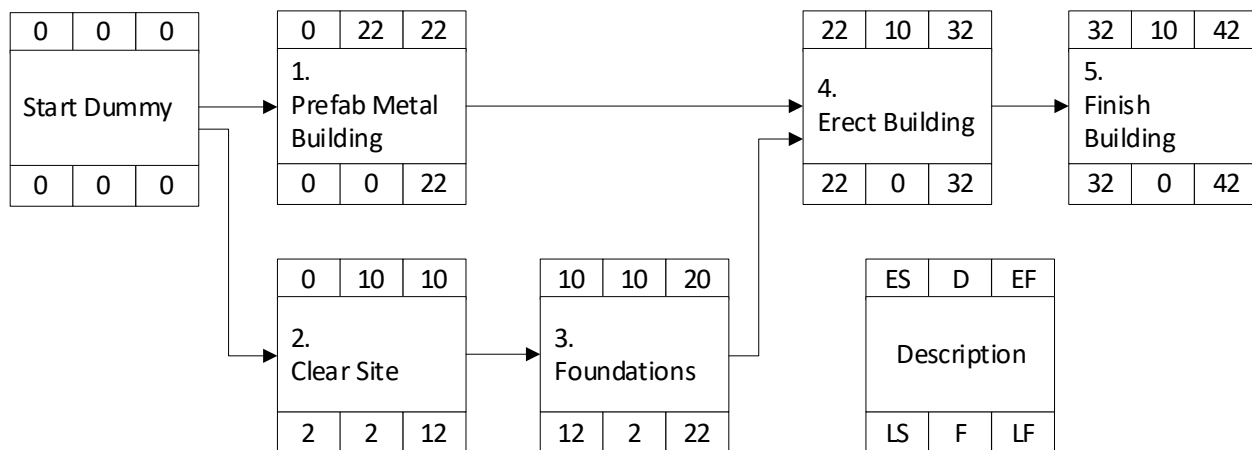 0 0 0
Start Dummy
0 0 0
0 22 22
1.
Prefab Metal
Building
0 0 22
22 10 32
4.
Erect Building
22 0 32
32 10 42
5.
Finish
Building
32 0 42
0 10 10
2.
Clear Site
2 2 12
10 10 20
3.
Foundations
12 2 22
ES D EF
Description
LS F LF